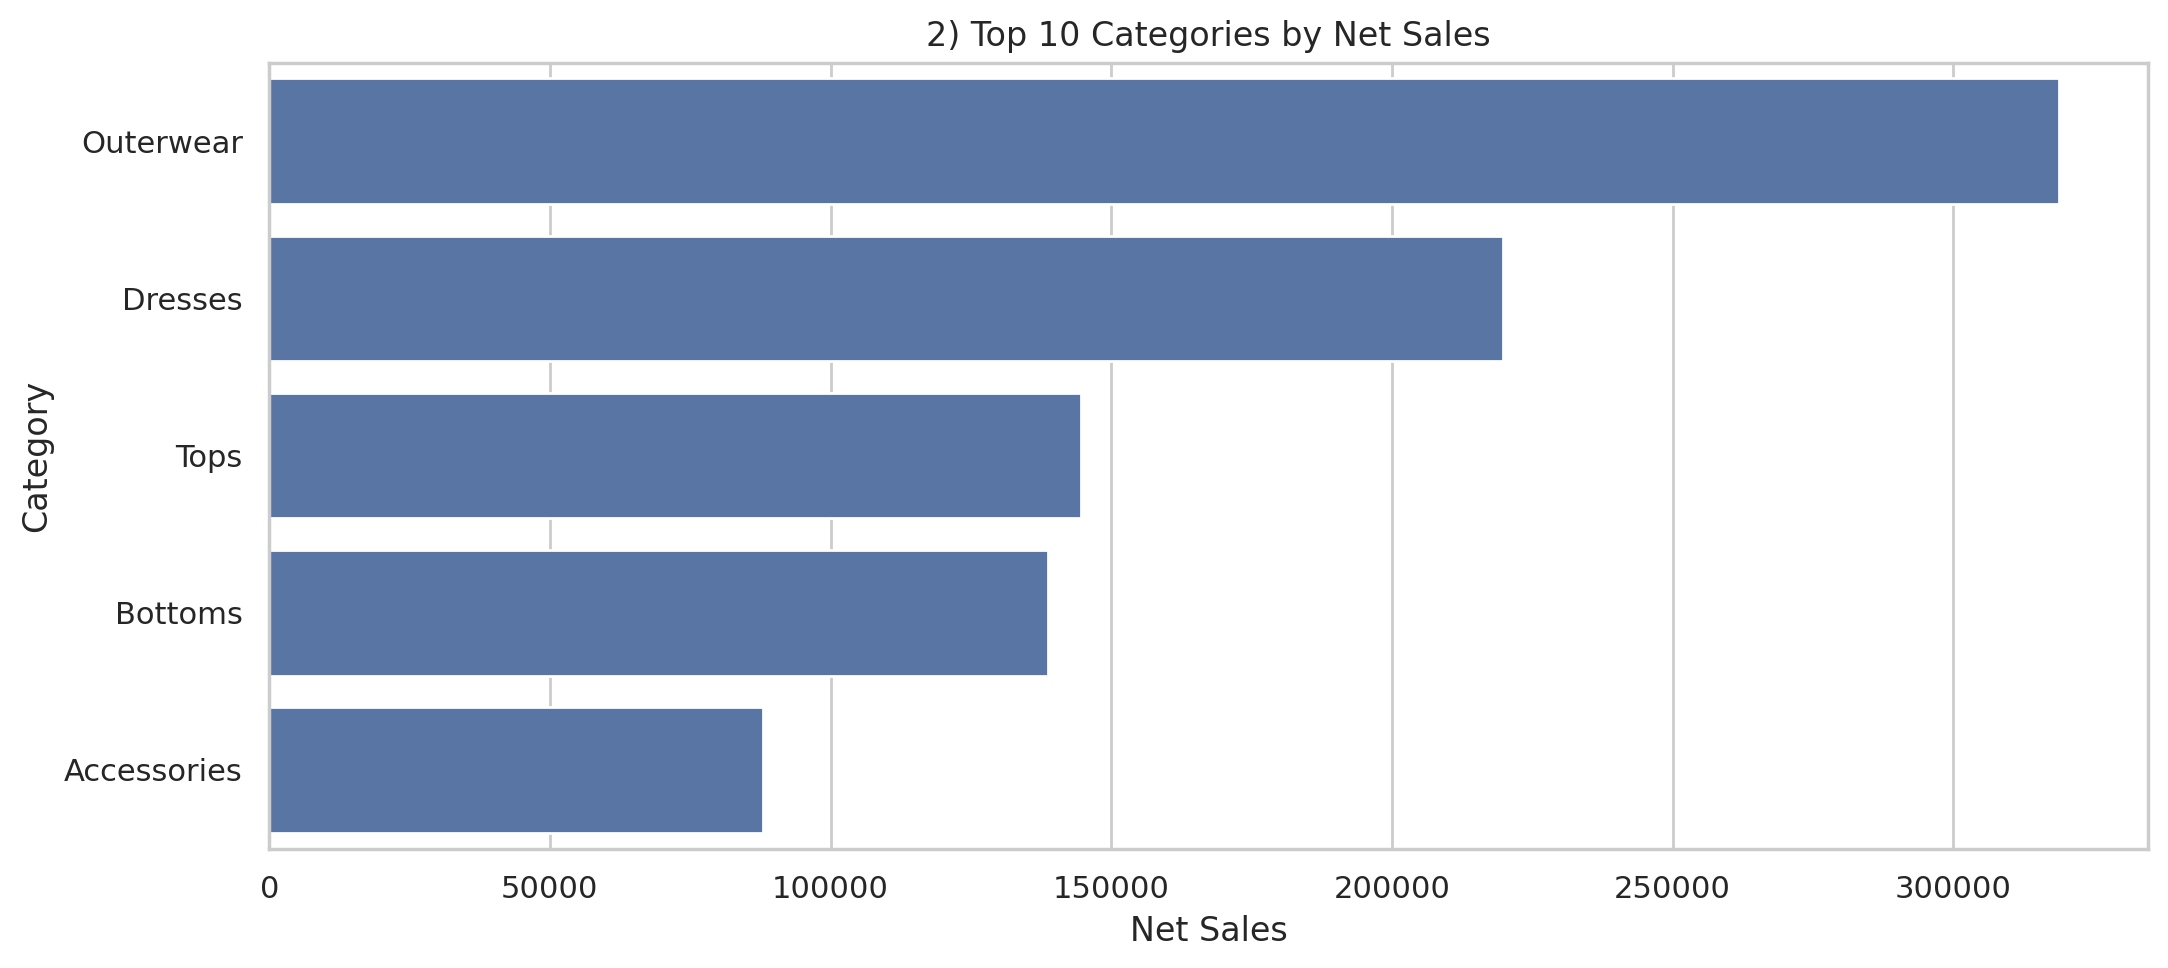 2) Top 10 Categories by Net Sales
Outerwear
Dresses
Tops
Bottoms
Accessories
Category
0 50000 100000 150000 200000 250000 300000
Net Sales